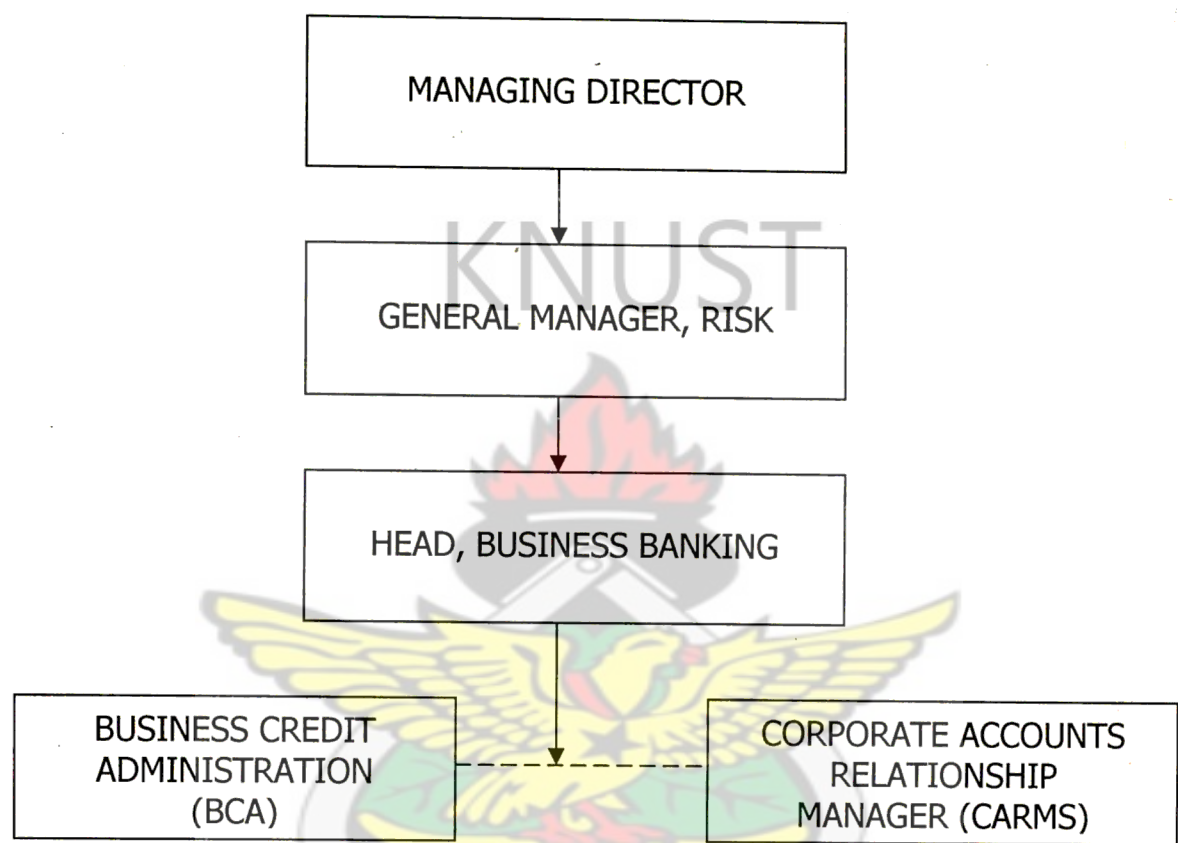 MANAGING DIRECTOR
KNUST
GENERAL MANAGER, RISK
HEAD, BUSINESS BANKING
BUSINESS CREDIT
ADMINISTRATION
(BCA)
CORPORATE ACCOUNTS
RELATIONSHIP
MANAGER (CARMS)